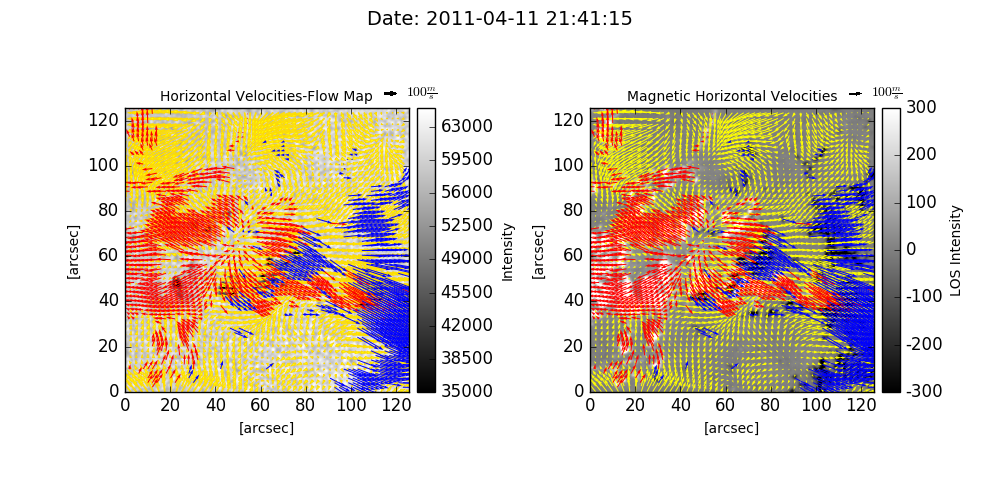 Date: 2011-04-11 21:41:15
Horizontal Velocities-Flow Map
100 m/s
120
100
80
60
40
20
0
0 20 40 60 80 100 120
[arcsec]
[arcsec]
63000
59500
56000
52500
49000
45500
42000
38500
35000
Intensity
Magnetic Horizontal Velocities
100 m/s
120
100
80
60
40
20
0
0 20 40 60 80 100 120
[arcsec]
[arcsec]
300
200
100
0
-100
-200
-300
LOS Intensity